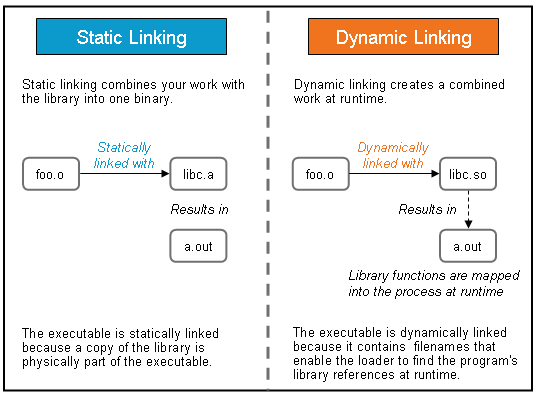 Static Linking
Static linking combines your work with
the library into one binary.
Statically
linked with
foo.o
libc.a
Results in
a.out
The executable is statically linked
because a copy of the library is
physically part of the executable.
Dynamic Linking
Dynamic linking creates a combined
work at runtime.
Dynamically
linked with
foo.o
libc.so
Results in
a.out
Library functions are mapped
into the process at runtime
The executable is dynamically linked
because it contains filenames that
enable the loader to find the program's
library references at runtime.